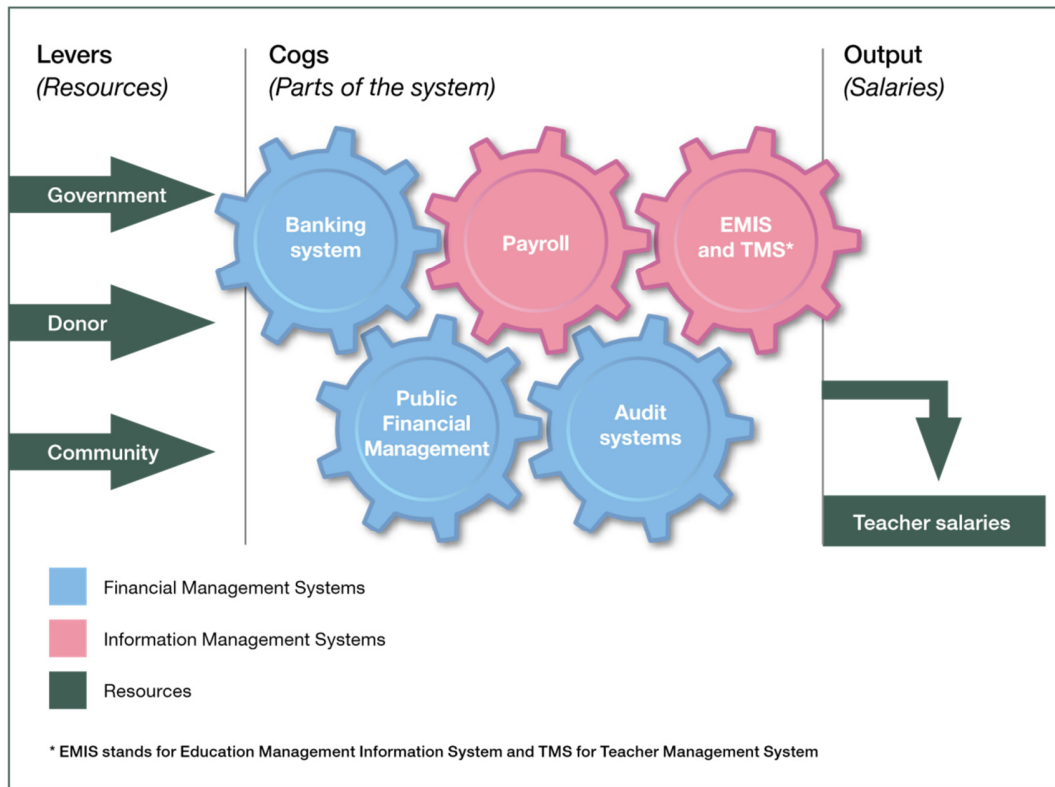 Levers
(Resources)
Cogs
(Parts of the system)
Output
(Salaries)
Government
Donor
Community
Banking
system
Payroll
EMIS
and TMS*
Public
Financial
Management
Audit
systems
Teacher salaries
Financial Management Systems
Information Management Systems
Resources
* EMIS stands for Education Management Information System and TMS for Teacher Management System